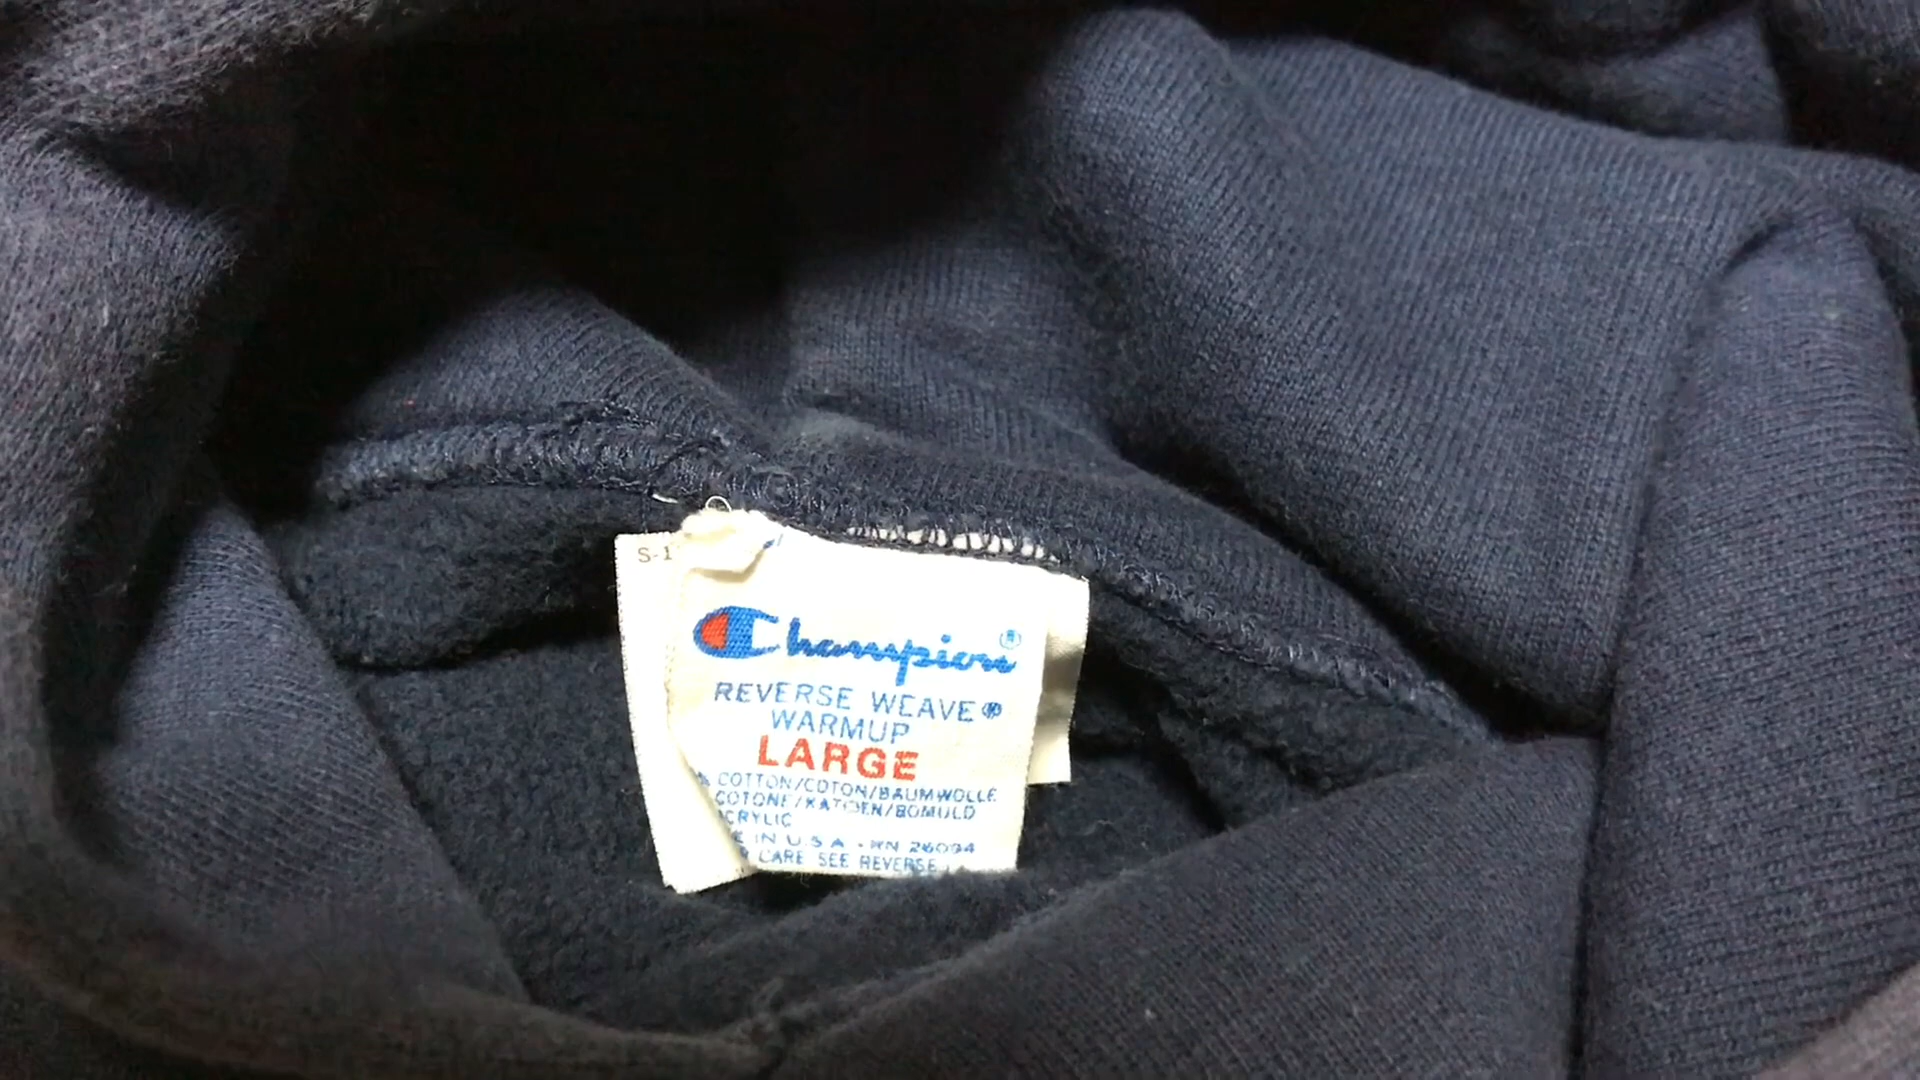 S-1
Champion®
REVERSE WEAVE®
WARMUP
LARGE
COTTON/COTON/BAUMWOLLE
COTONE/KATOEN/BOMULD
CRYLIC
E IN U.S.A - RN 26094
CARE SEE REVERSE